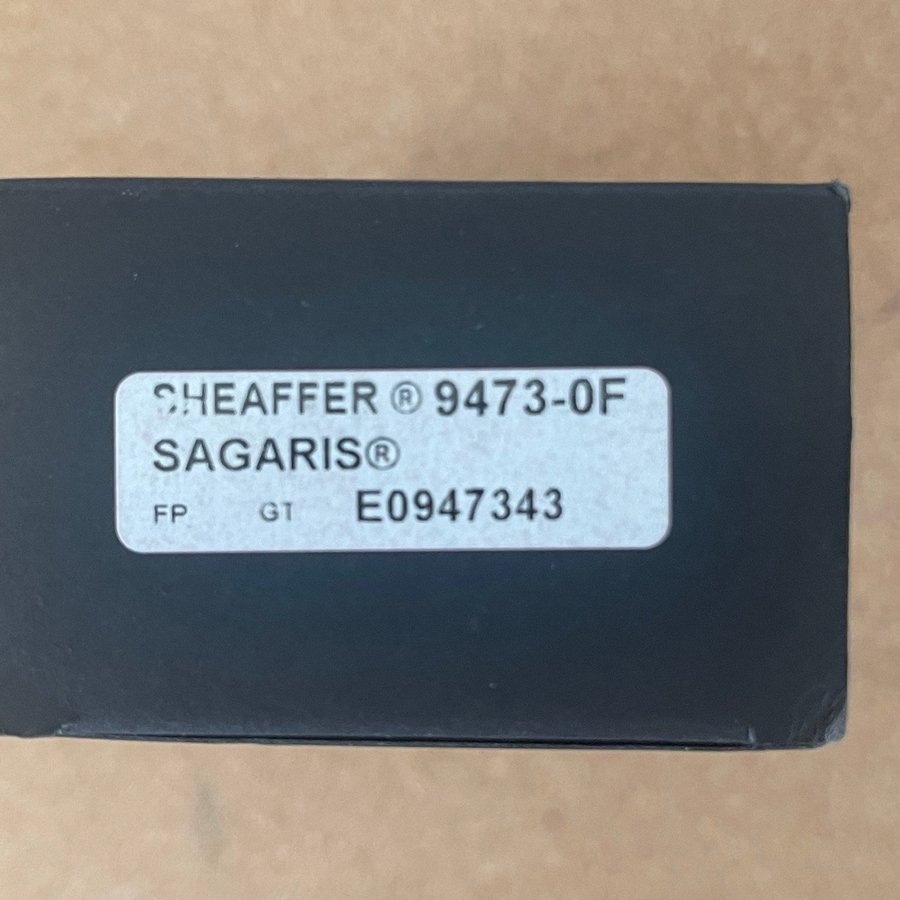 SHEAFFER ® 9473-0F
SAGARIS®
FP GT E0947343